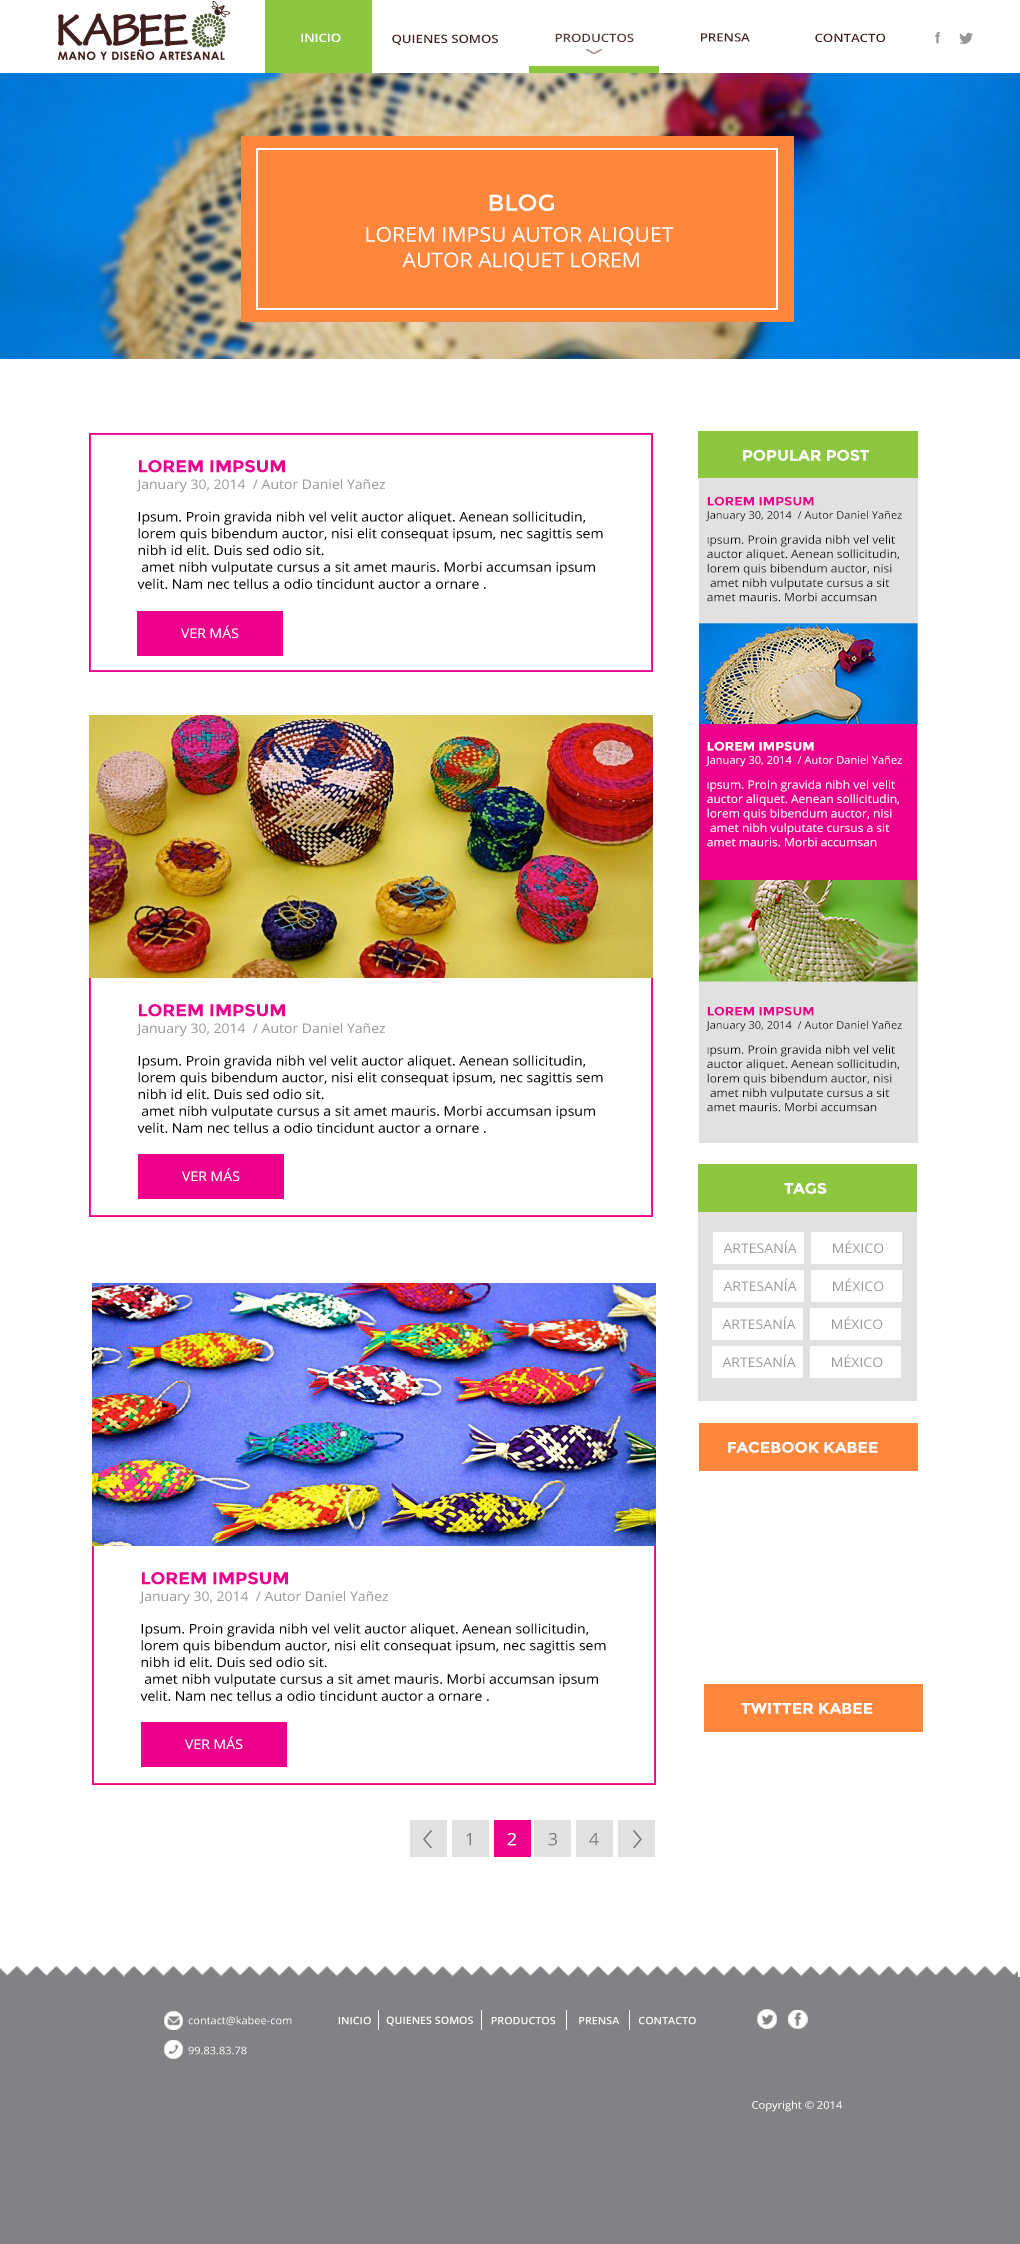 KABEE
MANO Y DISEÑO ARTESANAL
INICIO
QUIENES SOMOS
PRODUCTOS
PRENSA
CONTACTO
BLOG
LOREM IMPSU AUTOR ALIQUET
AUTOR ALIQUET LOREM
LOREM IMPSUM
January 30, 2014 / Autor Daniel Yañez
Ipsum. Proin gravida nibh vel velit auctor aliquet. Aenean sollicitudin,
lorem quis bibendum auctor, nisi elit consequat ipsum, nec sagittis sem
nibh id elit. Duis sed odio sit.
amet nibh vulputate cursus a sit amet mauris. Morbi accumsan ipsum
velit. Nam nec tellus a odio tincidunt auctor a ornare .
VER MÁS
LOREM IMPSUM
January 30, 2014 / Autor Daniel Yañez
Ipsum. Proin gravida nibh vel velit auctor aliquet. Aenean sollicitudin,
lorem quis bibendum auctor, nisi elit consequat ipsum, nec sagittis sem
nibh id elit. Duis sed odio sit.
amet nibh vulputate cursus a sit amet mauris. Morbi accumsan ipsum
velit. Nam nec tellus a odio tincidunt auctor a ornare .
VER MÁS
LOREM IMPSUM
January 30, 2014 / Autor Daniel Yañez
Ipsum. Proin gravida nibh vel velit auctor aliquet. Aenean sollicitudin,
lorem quis bibendum auctor, nisi elit consequat ipsum, nec sagittis sem
nibh id elit. Duis sed odio sit.
amet nibh vulputate cursus a sit amet mauris. Morbi accumsan ipsum
velit. Nam nec tellus a odio tincidunt auctor a ornare .
VER MÁS
1 2 3 4
POPULAR POST
LOREM IMPSUM
January 30, 2014 / Autor Daniel Yañez
Ipsum. Proin gravida nibh vel velit
auctor aliquet. Aenean sollicitudin,
lorem quis bibendum auctor, nisi
amet nibh vulputate cursus a sit
amet mauris. Morbi accumsan
LOREM IMPSUM
January 30, 2014 / Autor Daniel Yañez
Ipsum. Proin gravida nibh vel velit
auctor aliquet. Aenean sollicitudin,
lorem quis bibendum auctor, nisi
amet nibh vulputate cursus a sit
amet mauris. Morbi accumsan
LOREM IMPSUM
January 30, 2014 / Autor Daniel Yañez
Ipsum. Proin gravida nibh vel velit
auctor aliquet. Aenean sollicitudin,
lorem quis bibendum auctor, nisi
amet nibh vulputate cursus a sit
amet mauris. Morbi accumsan
TAGS
ARTESANÍA MÉXICO
ARTESANÍA MÉXICO
ARTESANÍA MÉXICO
ARTESANÍA MÉXICO
FACEBOOK KABEE
TWITTER KABEE
contact@kabee-com
99.83.83.78
INICIO
QUIENES SOMOS
PRODUCTOS
PRENSA
CONTACTO
Copyright © 2014